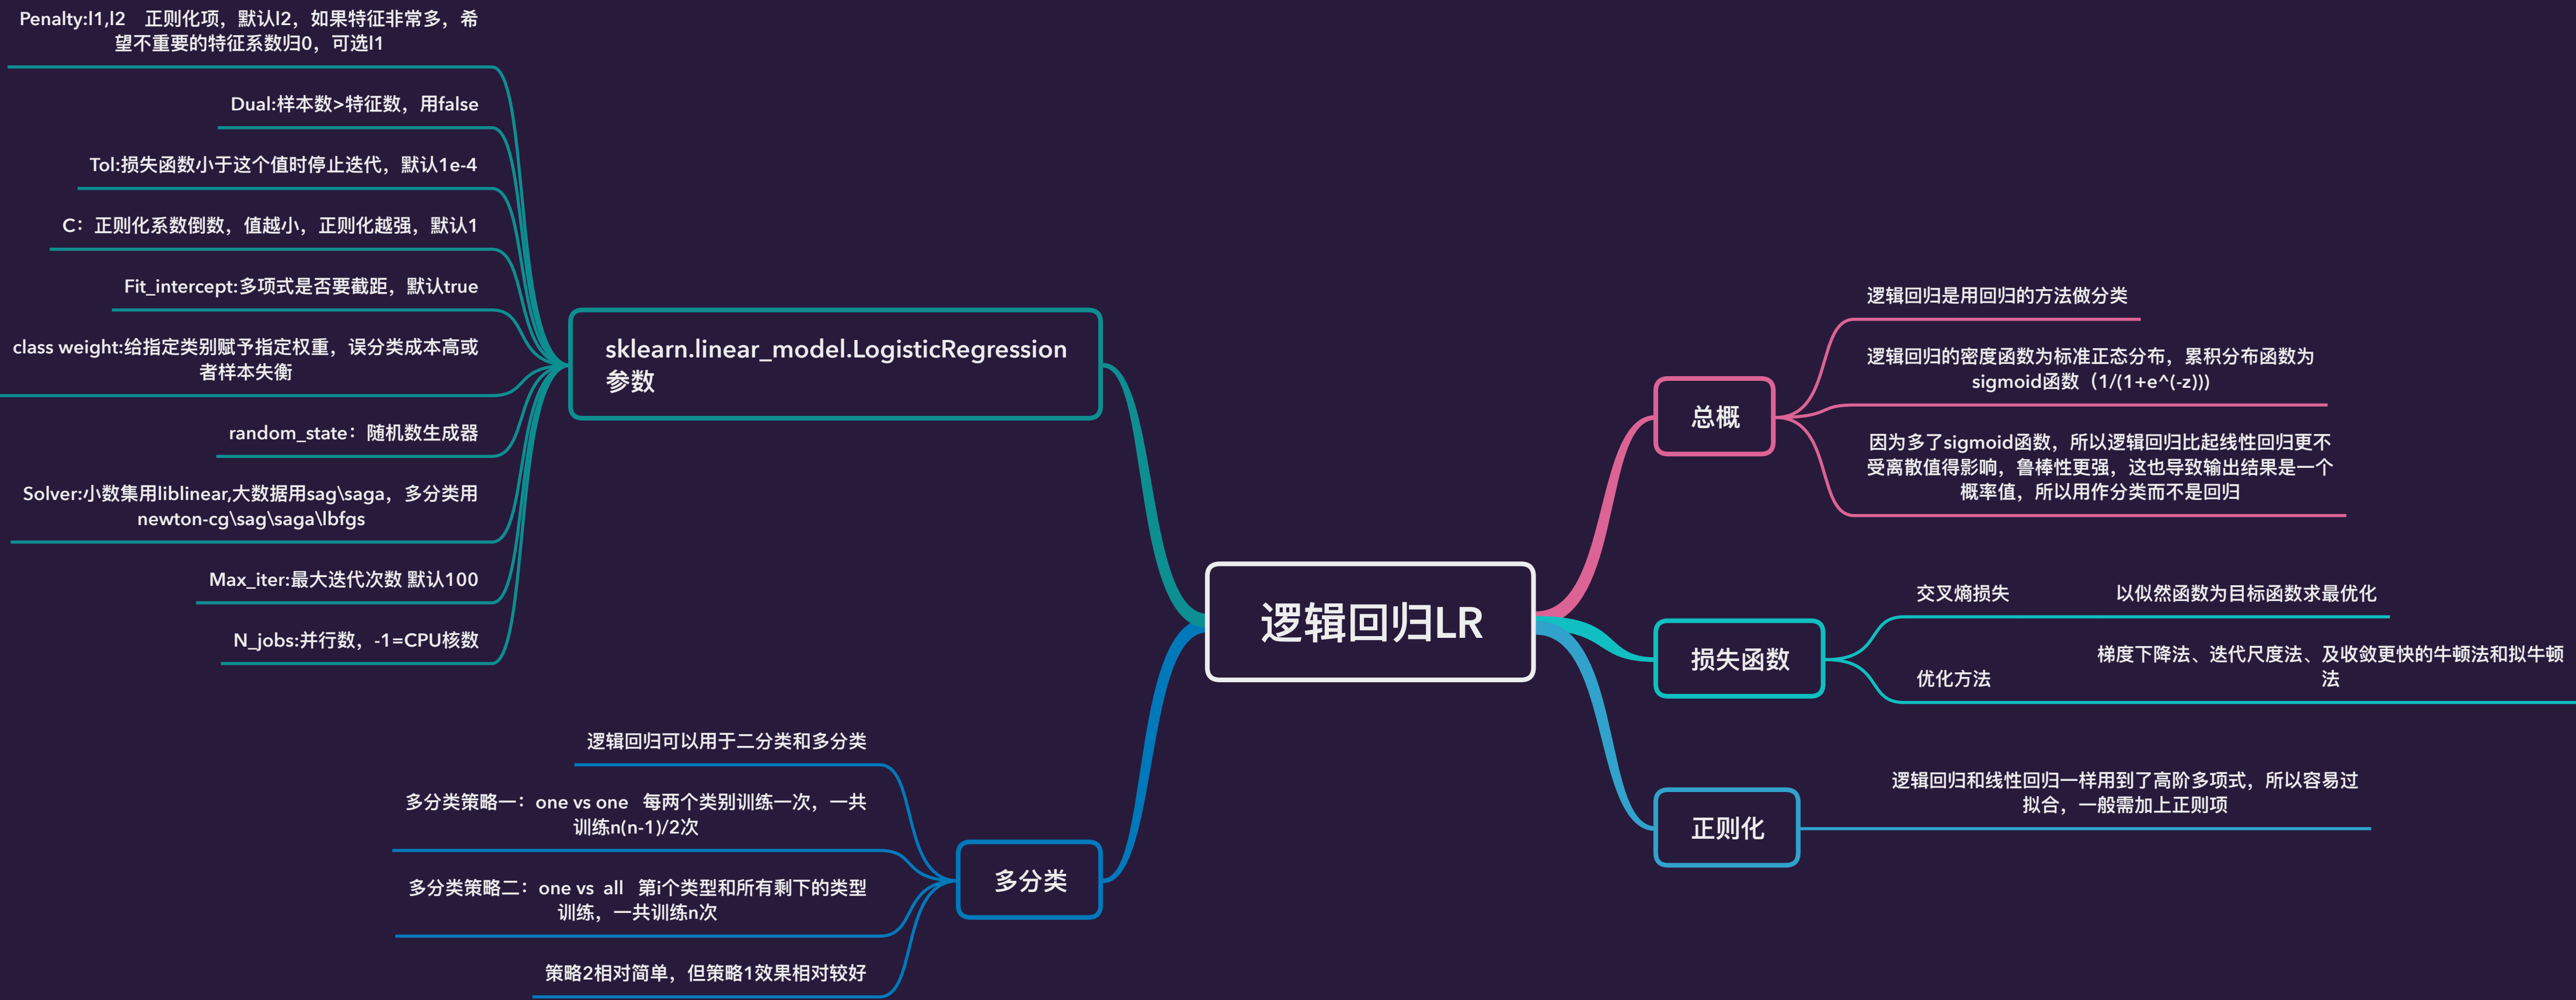 逻辑回归LR
总概
逻辑回归是用回归的方法做分类
逻辑回归的密度函数为标准正态分布，累积分布函数为
sigmoid函数（1/(1+e^(-z)))
因为多了sigmoid函数，所以逻辑回归比起线性回归更不
受离散值得影响，鲁棒性更强，这也导致输出结果是一个
概率值，所以用作分类而不是回归
损失函数
交叉熵损失
以似然函数为目标函数求最优化
优化方法
梯度下降法、迭代尺度法、及收敛更快的牛顿法和拟牛顿
法
正则化
逻辑回归和线性回归一样用到了高阶多项式，所以容易过
拟合，一般需加上正则项
sklearn.linear_model.LogisticRegression
参数
Penalty:l1,l2 正则化项，默认l2，如果特征非常多，希
望不重要的特征系数归0，可选l1
Dual:样本数>特征数，用false
Tol:损失函数小于这个值时停止迭代，默认1e-4
C：正则化系数倒数，值越小，正则化越强，默认1
Fit_intercept:多项式是否要截距，默认true
class weight:给指定类别赋予指定权重，误分类成本高或
者样本失衡
random_state：随机数生成器
Solver:小数集用liblinear,大数据用sag\saga，多分类用
newton-cg\sag\saga\lbfgs
Max_iter:最大迭代次数 默认100
N_jobs:并行数，-1=CPU核数
多分类
逻辑回归可以用于二分类和多分类
多分类策略一：one vs one 每两个类别训练一次，一共
训练n(n-1)/2次
多分类策略二：one vs all 第i个类型和所有剩下的类型
训练，一共训练n次
策略2相对简单，但策略1效果相对较好